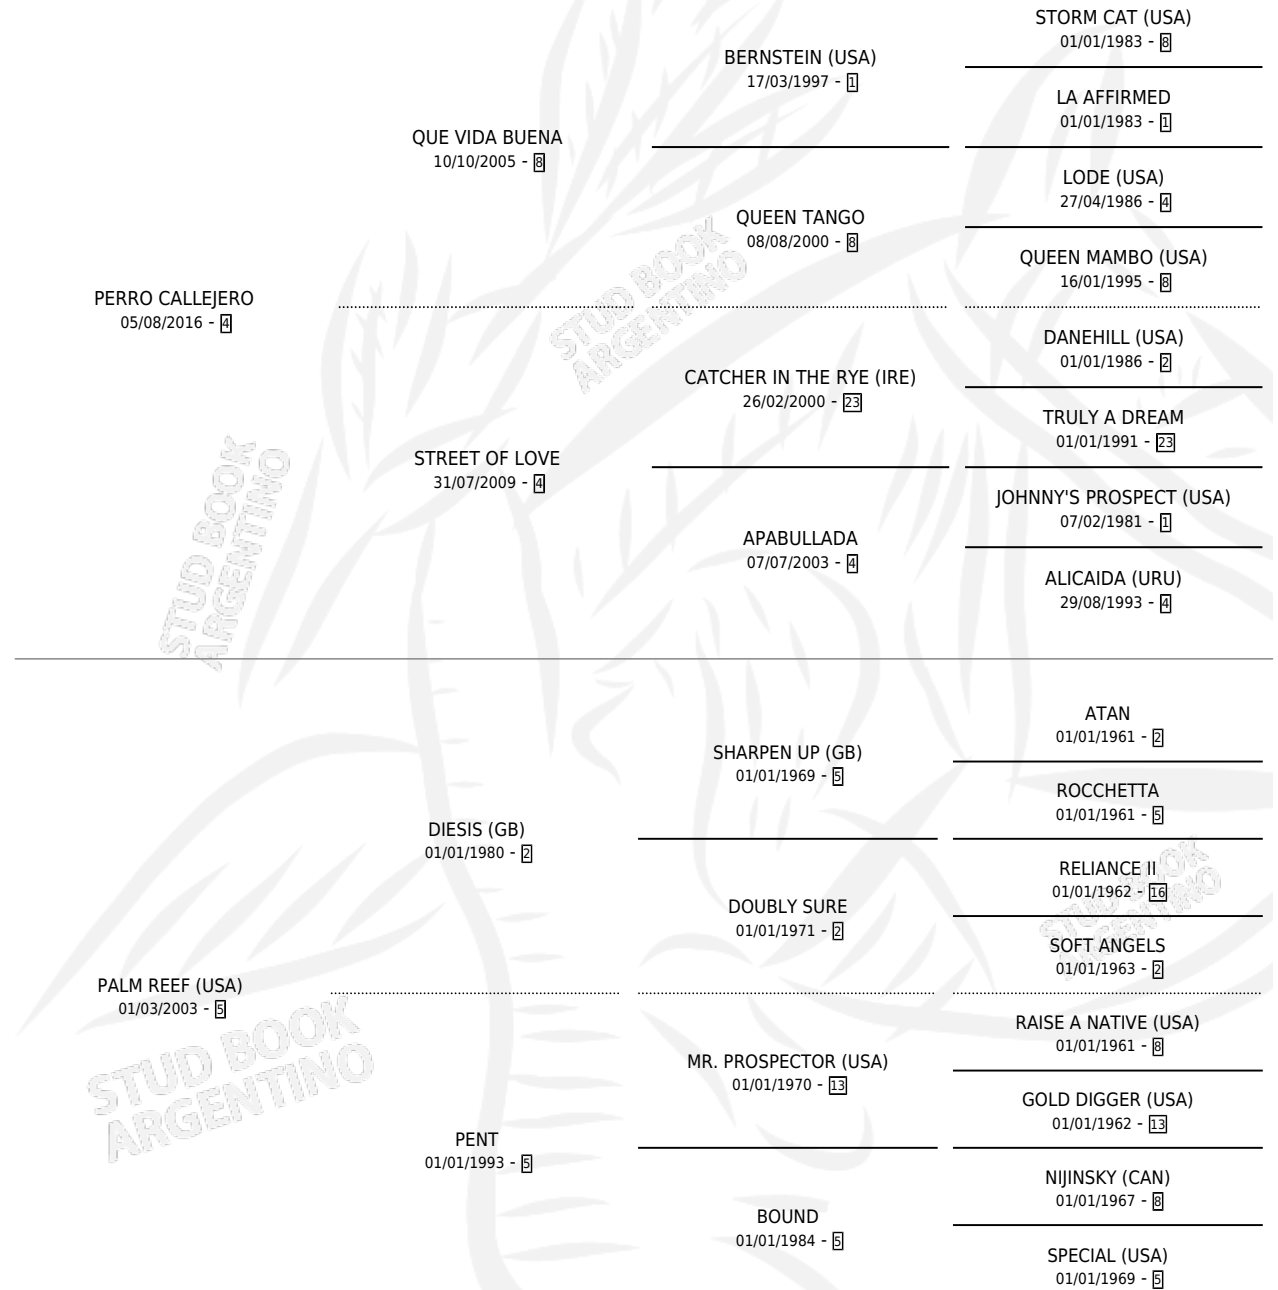 STORM CAT (USA)
01/01/1983 - 8
BERNSTEIN (USA)
17/03/1997 - 1
LA AFFIRMED
01/01/1983 - 1
QUE VIDA BUENA
10/10/2005 - 8
LODE (USA)
27/04/1986 - 4
QUEEN TANGO
08/08/2000 - 8
QUEEN MAMBO (USA)
16/01/1995 - 8
PERRO CALLEJERO
05/08/2016 - 4
STUD BOOK
ARGENTINO
DANEHILL (USA)
01/01/1986 - 2
CATCHER IN THE RYE (IRE)
26/02/2000 - 23
TRULY A DREAM
01/01/1991 - 23
STREET OF LOVE
31/07/2009 - 4
JOHNNY'S PROSPECT (USA)
07/02/1981 - 1
APABULLADA
07/07/2003 - 4
ALICAIDA (URU)
29/08/1993 - 4
STUD BOOK
ARGENTINO
ATAN
01/01/1961 - 2
SHARPEN UP (GB)
01/01/1969 - 5
ROCCHETTA
01/01/1961 - 5
DIESIS (GB)
01/01/1980 - 2
RELIANCE II
01/01/1962 - 16
DOUBLY SURE
01/01/1971 - 2
STUD BOOK
ARGENTINO
SOFT ANGELS
01/01/1963 - 2
PALM REEF (USA)
01/03/2003 - 5
STUD BOOK
ARGENTINO
RAISE A NATIVE (USA)
01/01/1961 - 8
MR. PROSPECTOR (USA)
01/01/1970 - 13
GOLD DIGGER (USA)
01/01/1962 - 13
PENT
01/01/1993 - 5
NIJINSKY (CAN)
01/01/1967 - 8
BOUND
01/01/1984 - 5
SPECIAL (USA)
01/01/1969 - 5